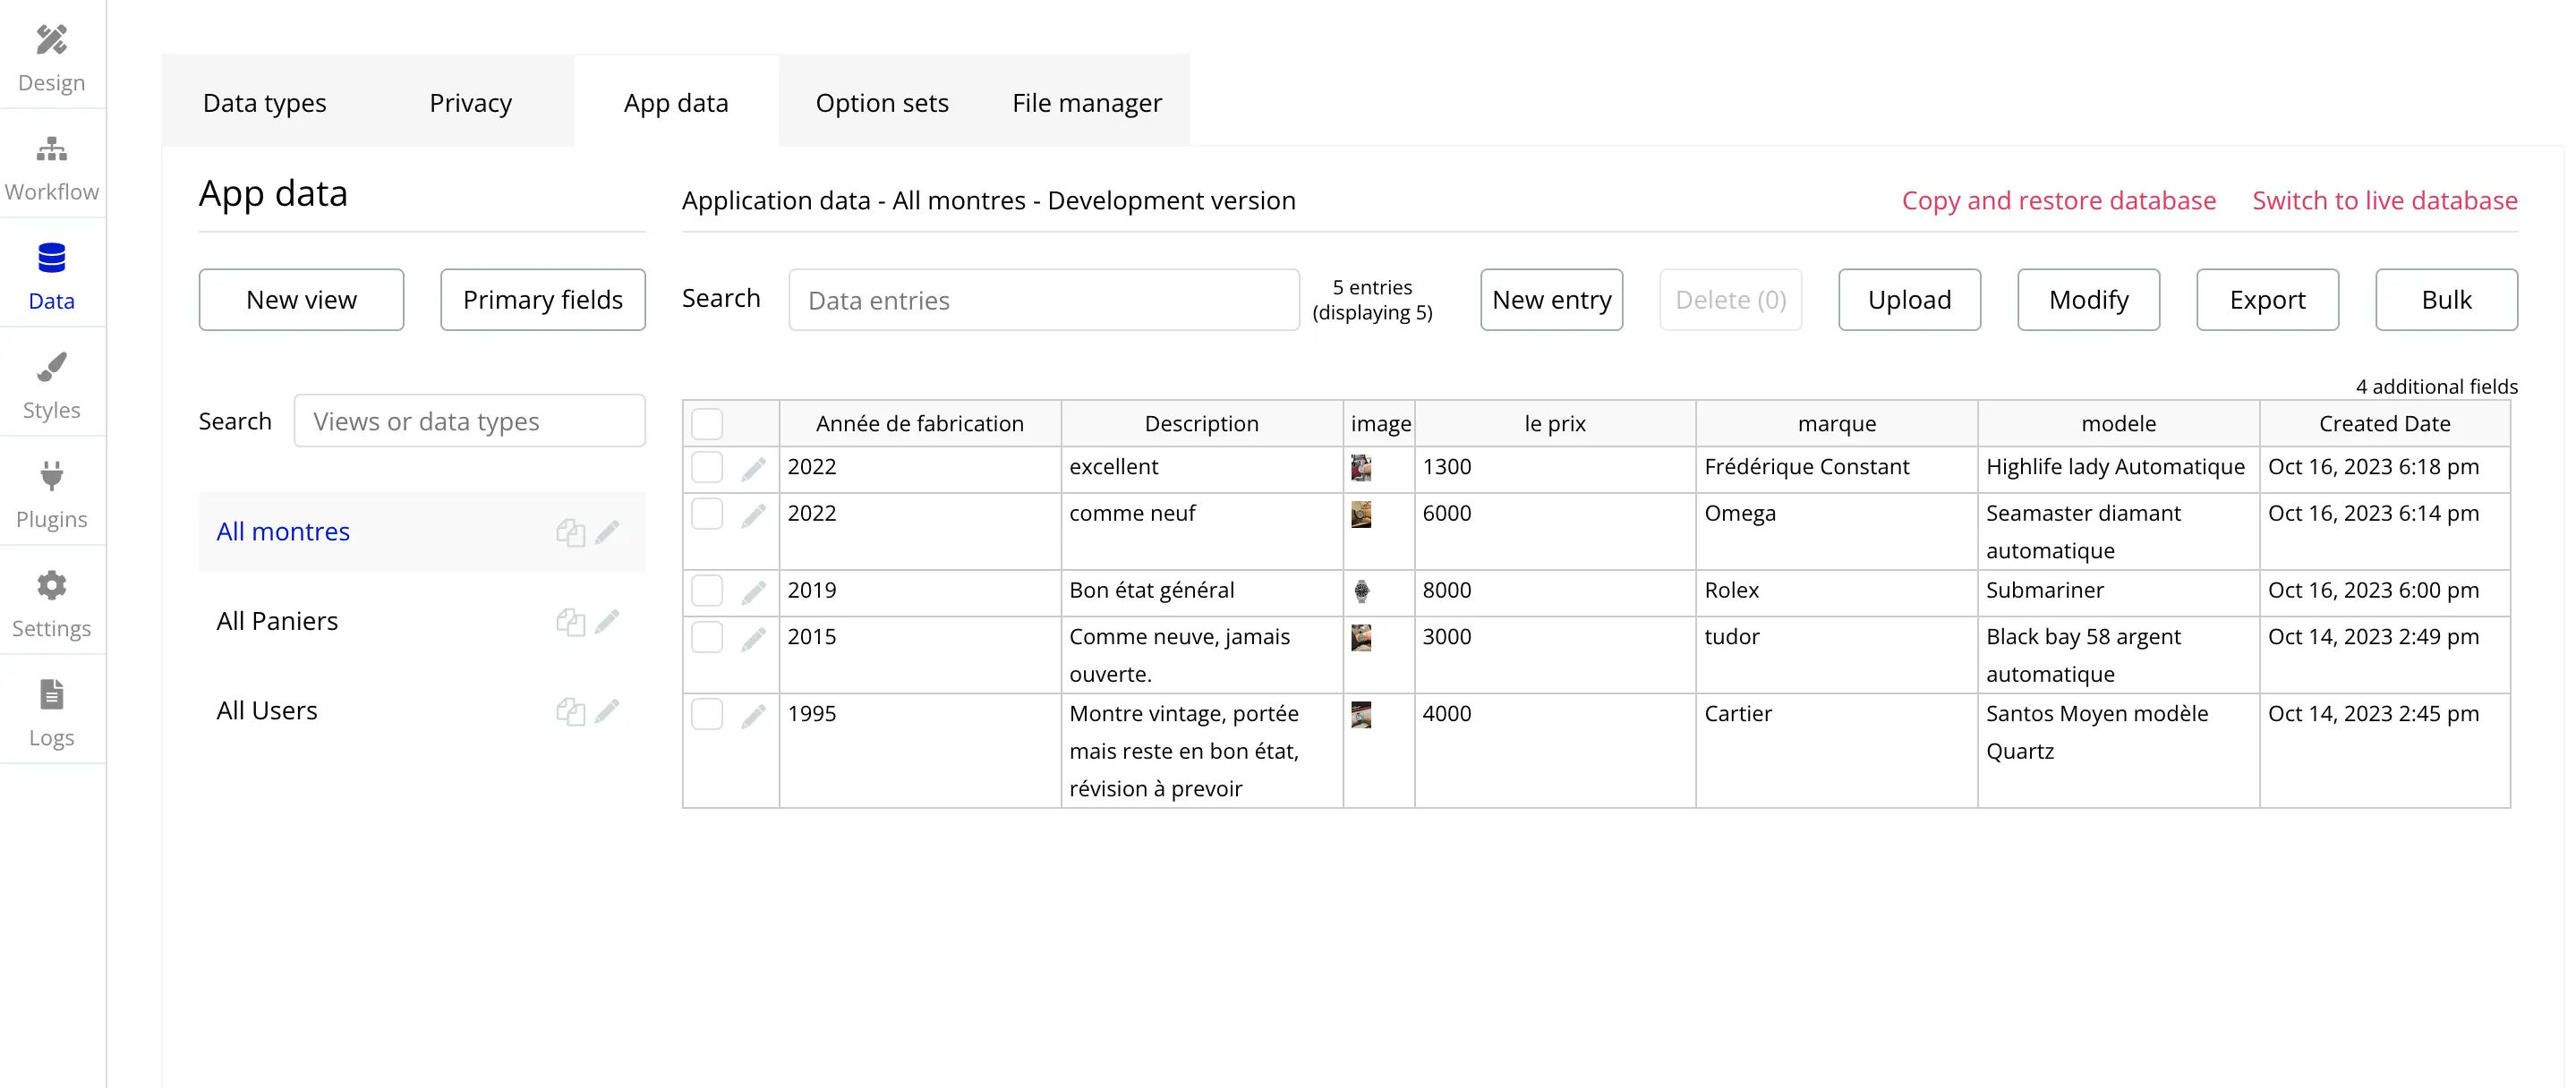 Design
Workflow
Data
Styles
Plugins
Settings
Logs
Data types Privacy App data Option sets File manager
App data
New view Primary fields
Search Views or data types
All montres
All Paniers
All Users
Application data - All montres - Development version Copy and restore database Switch to live database
Search Data entries 5 entries
(displaying 5)
New entry Delete (0) Upload Modify Export Bulk
4 additional fields
Année de fabrication Description image le prix marque modele Created Date
2022 excellent 1300 Frédérique Constant Highlife lady Automatique Oct 16, 2023 6:18 pm
2022 comme neuf 6000 Omega Seamaster diamant Oct 16, 2023 6:14 pm
automatique
2019 Bon état général 8000 Rolex Submariner Oct 16, 2023 6:00 pm
2015 Comme neuve, jamais 3000 tudor Black bay 58 argent Oct 14, 2023 2:49 pm
ouverte. automatique
1995 Montre vintage, portée 4000 Cartier Santos Moyen modèle Oct 14, 2023 2:45 pm
mais reste en bon état, Quartz
révision à prevoir